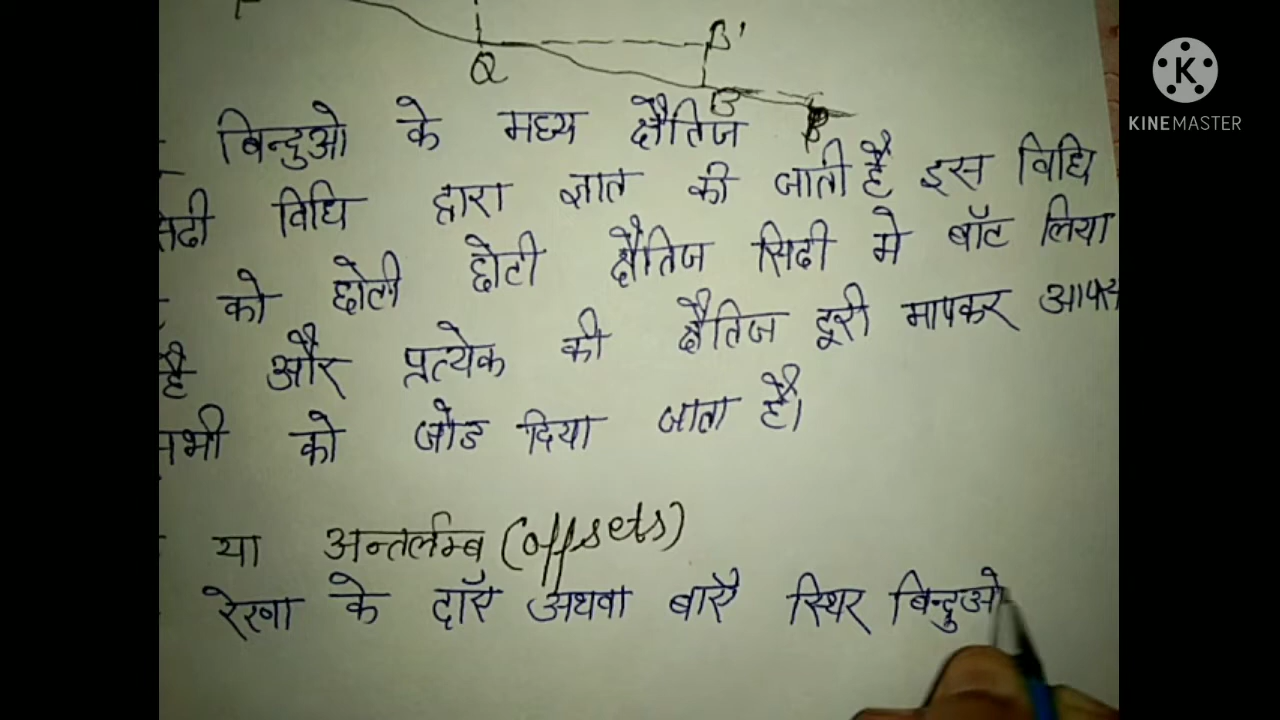 Q B'
B
बिन्दुओ के मध्य क्षैतिज
विधि द्वारा ज्ञात की जाती है इस विधि
को छोटी छोटी क्षैतिज सिढी मे बॉट लिया
है और प्रत्येक की क्षैतिज दूरी मापकर आपस
सभी को जोड दिया जाता है।
या अन्तर्लम्ब (offsets)
रेखा के दाॅए अथवा बाऐ स्थिर बिन्दुओ
K
KINEMASTER